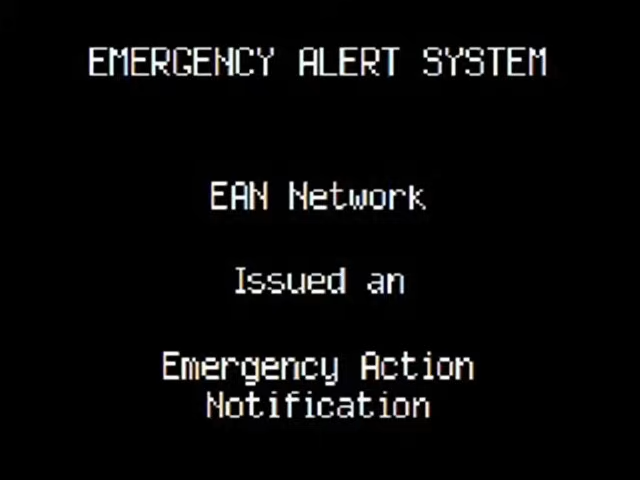 EMERGENCY ALERT SYSTEM
EAN Network
Issued an
Emergency Action
Notification